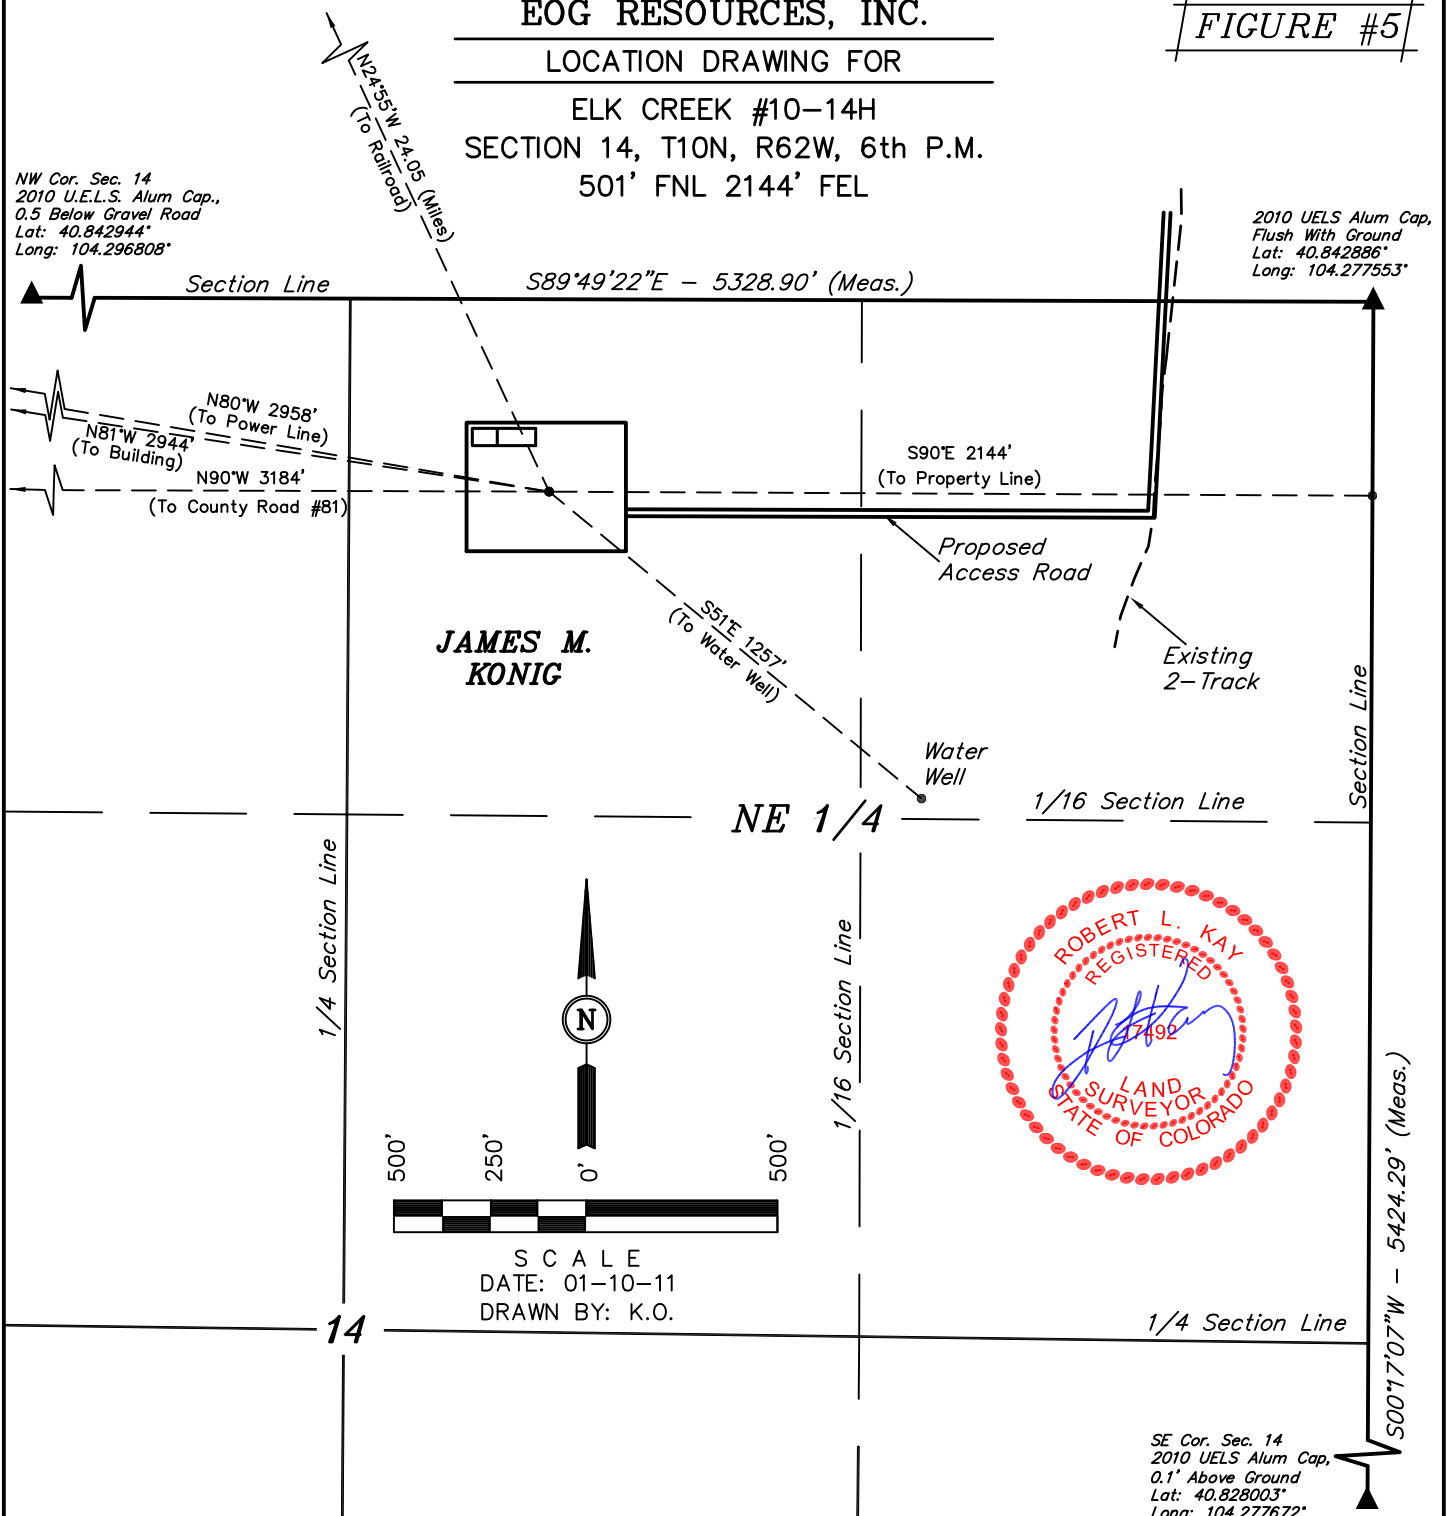 EOG RESOURCES, INC.
FIGURE #5
LOCATION DRAWING FOR
ELK CREEK #10-14H
SECTION 14, T10N, R62W, 6th P.M.
501' FNL 2144' FEL
N24°55'W 24.05 (Miles)
(To Railroad)
NW Cor. Sec. 14
2010 U.E.L.S. Alum Cap.,
0.5 Below Gravel Road
Lat: 40.842944°
Long: 104.296808°
2010 UELS Alum Cap,
Flush With Ground
Lat: 40.842886°
Long: 104.277553°
Section Line
S89°49'22"E - 5328.90' (Meas.)
N80°W 2958'
(To Power Line)
N81°W 2944'
(To Building)
N90°W 3184'
(To County Road #81)
S90°E 2144'
(To Property Line)
Proposed
Access Road
S51°E 1257'
(To Water Well)
JAMES M.
KONIG
Existing
2-Track
Section Line
Water
Well
NE 1/4
1/16 Section Line
1/4 Section Line
1/16 Section Line
N
ROBERT L. KAY
REGISTERED
17492
LAND
SURVEYOR
STATE OF COLORADO
S00°17'07"W - 5424.29' (Meas.)
500'
250'
0'
500'
SCALE
DATE: 01-10-11
DRAWN BY: K.O.
14
1/4 Section Line
SE Cor. Sec. 14
2010 UELS Alum Cap,
0.1' Above Ground
Lat: 40.828003°
Long: 104.277672°